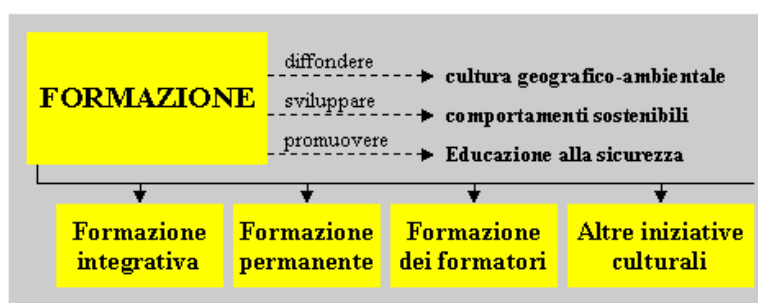 FORMAZIONE
diffondere
cultura geografico-ambientale
sviluppare
comportamenti sostenibili
promuovere
Educazione alla sicurezza
Formazione
integrativa
Formazione
permanente
Formazione
dei formatori
Altre iniziative
culturali